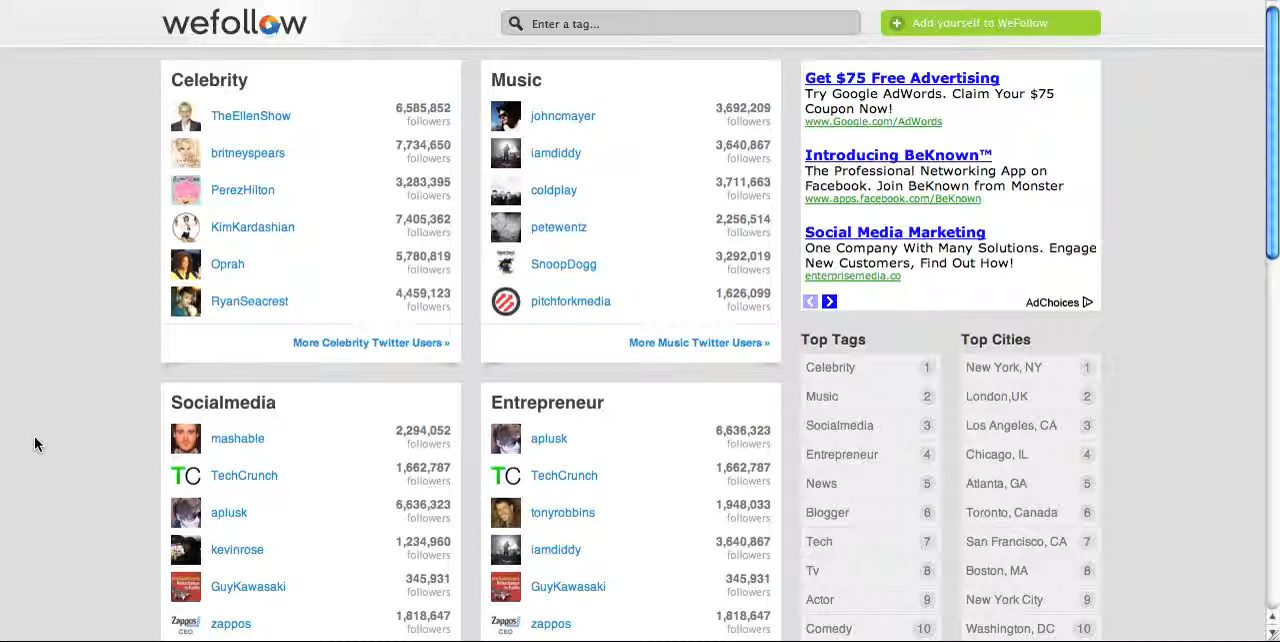 wefollow
Enter a tag...
Add yourself to WeFollow
Celebrity
TheEllenShow 6,585,852 followers
britneyspears 7,734,650 followers
PerezHilton 3,283,395 followers
KimKardashian 7,405,362 followers
Oprah 5,780,819 followers
RyanSeacrest 4,459,123 followers
More Celebrity Twitter Users »
Music
johncmayer 3,692,209 followers
iamdiddy 3,640,867 followers
coldplay 3,711,663 followers
petewentz 2,256,514 followers
SnoopDogg 3,292,019 followers
pitchforkmedia 1,626,099 followers
More Music Twitter Users »
Get $75 Free Advertising
Try Google AdWords. Claim Your $75
Coupon Now!
www.Google.com/AdWords
Introducing BeKnown™
The Professional Networking App on
Facebook. Join BeKnown from Monster
www.apps.facebook.com/BeKnown
Social Media Marketing
One Company With Many Solutions. Engage
New Customers, Find Out How!
enterprisemedia.co
AdChoices
Socialmedia
mashable 2,294,052 followers
TC TechCrunch 1,662,787 followers
aplusk 6,636,323 followers
kevinrose 1,234,960 followers
GuyKawasaki 345,931 followers
Zappos CEO zappos 1,818,647 followers
Entrepreneur
aplusk 6,636,323 followers
TC TechCrunch 1,662,787 followers
tonyrobbins 1,948,033 followers
iamdiddy 3,640,867 followers
GuyKawasaki 345,931 followers
Zappos CEO zappos 1,818,647 followers
Top Tags
Celebrity 1
Music 2
Socialmedia 3
Entrepreneur 4
News 5
Blogger 6
Tech 7
Tv 8
Actor 9
Comedy 10
Top Cities
New York, NY 1
London,UK 2
Los Angeles, CA 3
Chicago, IL 4
Atlanta, GA 5
Toronto, Canada 6
San Francisco, CA 7
Boston, MA 8
New York City 9
Washington, DC 10